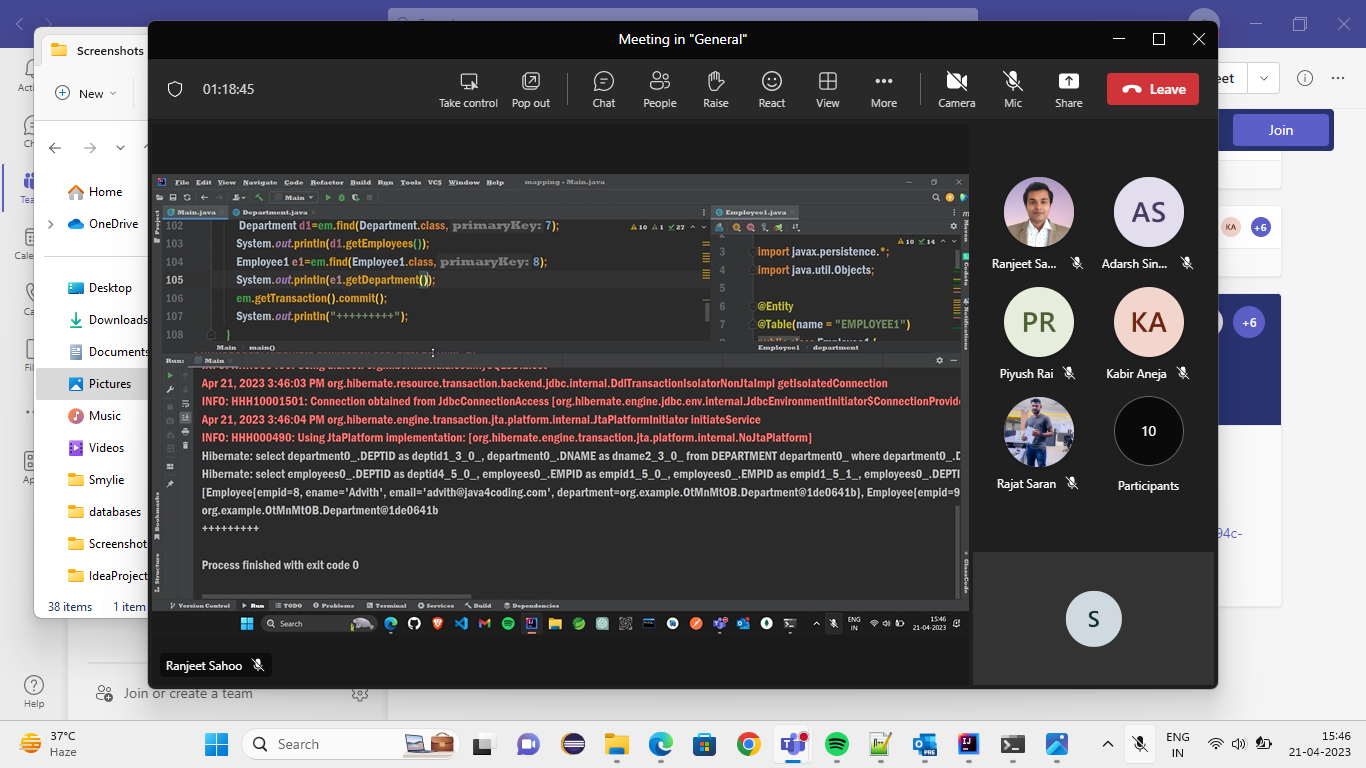 Meeting in "General"
Screenshots
New
01:18:45
Take control
Pop out
Chat
People
Raise
React
View
More
Camera
Mic
Share
Leave
Join
Home
OneDrive
Desktop
Downloads
Documents
Pictures
Music
Videos
Smylie
databases
Screenshot
IdeaProject
38 items
1 item
File Edit View Navigate Code Refactor Build Run Tools VCS Window Help
mapping - Main.java
Main
Main.java
Department.java
Employee1.java
102 Department d1=em.find(Department.class, primaryKey: 7);
103 System.out.println(d1.getEmployees());
104 Employee1 e1=em.find(Employee1.class, primaryKey: 8);
105 System.out.println(e1.getDepartment());
106 em.getTransaction().commit();
107 System.out.println("+++++++++");
108 }
10 1 27
10 14
3 import javax.persistence.*;
4 import java.util.Objects;
5
6 @Entity
7 @Table(name = "EMPLOYEE1")
Main main()
Employee1 department
Project
Maven
Codota
Notifications
Bookmarks
Structure
Run: Main
Apr 21, 2023 3:46:03 PM org.hibernate.resource.transaction.backend.jdbc.internal.DdlTransactionIsolatorNonJtaImpl getIsolatedConnection
INFO: HHH10001501: Connection obtained from JdbcConnectionAccess [org.hibernate.engine.jdbc.env.internal.JdbcEnvironmentInitiator$ConnectionProvide
Apr 21, 2023 3:46:04 PM org.hibernate.engine.transaction.jta.platform.internal.JtaPlatformInitiator initiateService
INFO: HHH000490: Using JtaPlatform implementation: [org.hibernate.engine.transaction.jta.platform.internal.NoJtaPlatform]
Hibernate: select department0_.DEPTID as deptid1_3_0_, department0_.DNAME as dname2_3_0_ from DEPARTMENT department0_ where department0_.D
Hibernate: select employees0_.DEPTID as deptid4_5_0_, employees0_.EMPID as empid1_5_0_, employees0_.EMPID as empid1_5_1_, employees0_.DEPTI
[Employee{empid=8, ename='Advith', email='advith@java4coding.com', department=org.example.OtMnMtOB.Department@1de0641b}, Employee{empid=9
org.example.OtMnMtOB.Department@1de0641b
+++++++++
Process finished with exit code 0
Version Control Run TODO Problems Terminal Services Build Dependencies
Search
ENG
IN
15:46
21-04-2023
Ranjeet Sahoo
Ranjeet Sa...
AS
Adarsh Sin...
PR
Piyush Rai
KA
Kabir Aneja
Rajat Saran
10
Participants
S
KA
+6
+6
94c-
Help
Join or create a team
37°C
Haze
Search
ENG
IN
15:46
21-04-2023